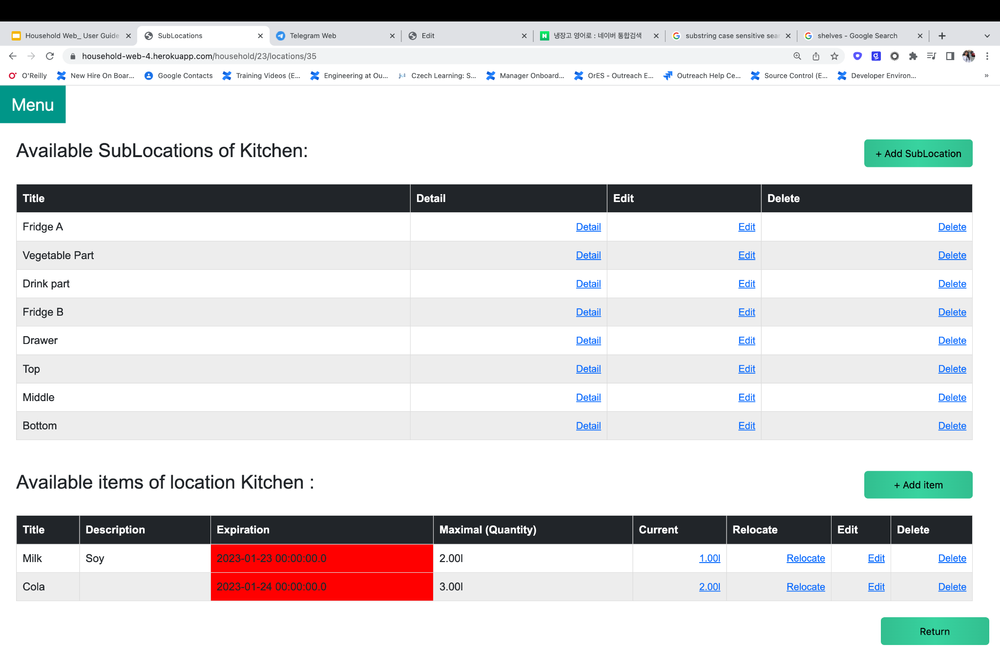 Household Web_ User Guide
SubLocations
Telegram Web
Edit
냉장고 영어로 : 네이버 통합검색
substring case sensitive sea
shelves - Google Search
household-web-4.herokuapp.com/household/23/locations/35
O'Reilly
New Hire On Boar...
Google Contacts
Training Videos (E...
Engineering at Ou...
Czech Learning: S...
Manager Onboard...
OrES - Outreach E...
Outreach Help Ce...
Source Control (E...
Developer Environ...
»
Menu
Available SubLocations of Kitchen:
+ Add SubLocation
Title Detail Edit Delete
Fridge A Detail Edit Delete
Vegetable Part Detail Edit Delete
Drink part Detail Edit Delete
Fridge B Detail Edit Delete
Drawer Detail Edit Delete
Top Detail Edit Delete
Middle Detail Edit Delete
Bottom Detail Edit Delete
Available items of location Kitchen :
+ Add item
Title Description Expiration Maximal (Quantity) Current Relocate Edit Delete
Milk Soy 2023-01-23 00:00:00.0 2.00l 1.00l Relocate Edit Delete
Cola 2023-01-24 00:00:00.0 3.00l 2.00l Relocate Edit Delete
Return